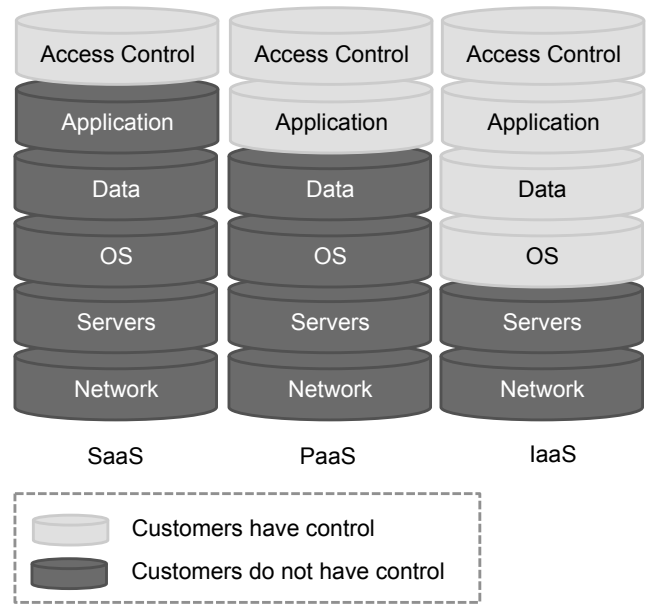 Access Control
Access Control
Access Control
Application
Application
Application
Data
Data
Data
OS
OS
OS
Servers
Servers
Servers
Network
Network
Network
SaaS
PaaS
IaaS
Customers have control
Customers do not have control